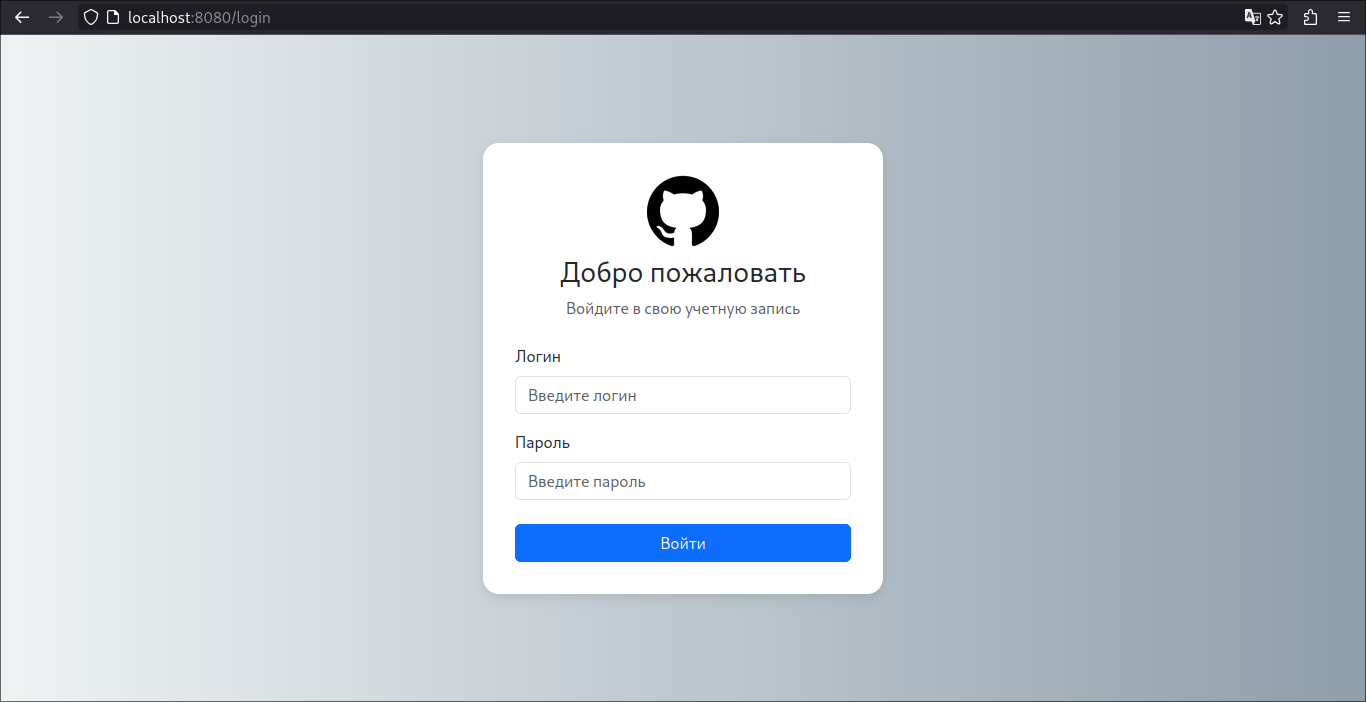 localhost:8080/login
Добро пожаловать
Войдите в свою учетную запись
Логин
Введите логин
Пароль
Введите пароль
Войти